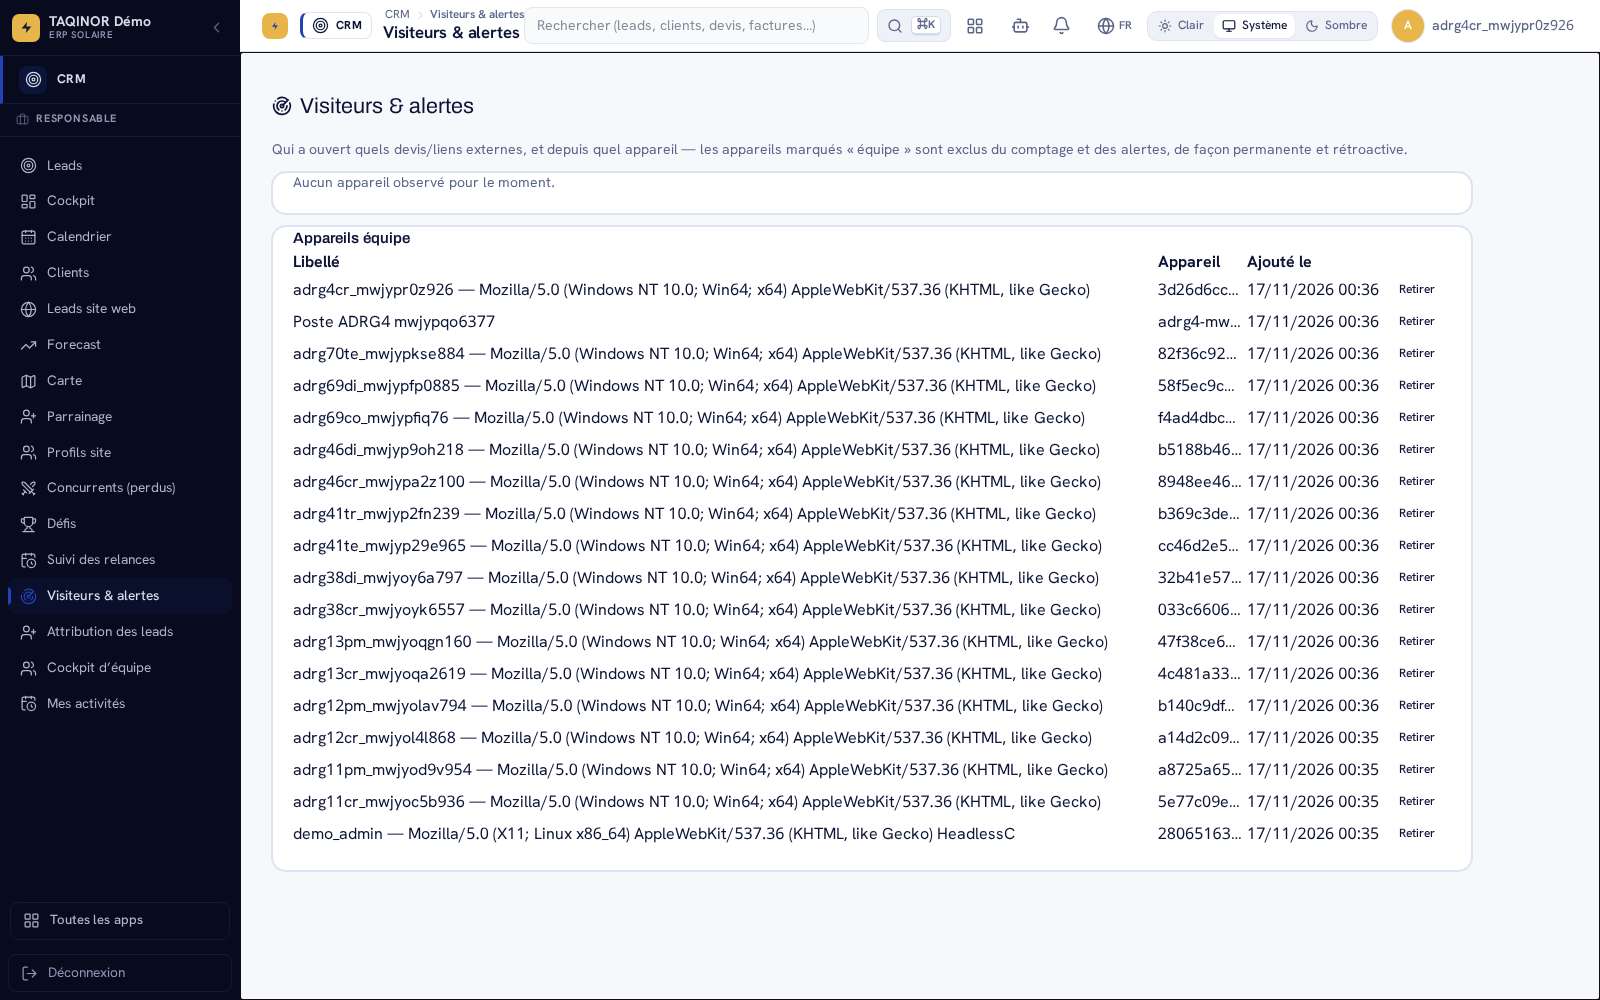 TAQINOR Démo
ERP SOLAIRE
CRM
RESPONSABLE
Leads
Cockpit
Calendrier
Clients
Leads site web
Forecast
Carte
Parrainage
Profils site
Concurrents (perdus)
Défis
Suivi des relances
Visiteurs & alertes
Attribution des leads
Cockpit d’équipe
Mes activités
Toutes les apps
Déconnexion
CRM
CRM › Visiteurs & alertes
Visiteurs & alertes
Rechercher (leads, clients, devis, factures...)
⌘K
FR
Clair
Système
Sombre
A
adrg4cr_mwjypr0z926
Visiteurs & alertes
Qui a ouvert quels devis/liens externes, et depuis quel appareil — les appareils marqués « équipe » sont exclus du comptage et des alertes, de façon permanente et rétroactive.
Aucun appareil observé pour le moment.
Appareils équipe
Libellé Appareil Ajouté le
adrg4cr_mwjypr0z926 — Mozilla/5.0 (Windows NT 10.0; Win64; x64) AppleWebKit/537.36 (KHTML, like Gecko) 3d26d6cc... 17/11/2026 00:36 Retirer
Poste ADRG4 mwjypqo6377 adrg4-mw... 17/11/2026 00:36 Retirer
adrg70te_mwjypkse884 — Mozilla/5.0 (Windows NT 10.0; Win64; x64) AppleWebKit/537.36 (KHTML, like Gecko) 82f36c92... 17/11/2026 00:36 Retirer
adrg69di_mwjypfp0885 — Mozilla/5.0 (Windows NT 10.0; Win64; x64) AppleWebKit/537.36 (KHTML, like Gecko) 58f5ec9c... 17/11/2026 00:36 Retirer
adrg69co_mwjypfiq76 — Mozilla/5.0 (Windows NT 10.0; Win64; x64) AppleWebKit/537.36 (KHTML, like Gecko) f4ad4dbc... 17/11/2026 00:36 Retirer
adrg46di_mwjyp9oh218 — Mozilla/5.0 (Windows NT 10.0; Win64; x64) AppleWebKit/537.36 (KHTML, like Gecko) b5188b46... 17/11/2026 00:36 Retirer
adrg46cr_mwjypa2z100 — Mozilla/5.0 (Windows NT 10.0; Win64; x64) AppleWebKit/537.36 (KHTML, like Gecko) 8948ee46... 17/11/2026 00:36 Retirer
adrg41tr_mwjyp2fn239 — Mozilla/5.0 (Windows NT 10.0; Win64; x64) AppleWebKit/537.36 (KHTML, like Gecko) b369c3de... 17/11/2026 00:36 Retirer
adrg41te_mwjyp29e965 — Mozilla/5.0 (Windows NT 10.0; Win64; x64) AppleWebKit/537.36 (KHTML, like Gecko) cc46d2e5... 17/11/2026 00:36 Retirer
adrg38di_mwjyoy6a797 — Mozilla/5.0 (Windows NT 10.0; Win64; x64) AppleWebKit/537.36 (KHTML, like Gecko) 32b41e57... 17/11/2026 00:36 Retirer
adrg38cr_mwjyoyk6557 — Mozilla/5.0 (Windows NT 10.0; Win64; x64) AppleWebKit/537.36 (KHTML, like Gecko) 033c6606... 17/11/2026 00:36 Retirer
adrg13pm_mwjyoqgn160 — Mozilla/5.0 (Windows NT 10.0; Win64; x64) AppleWebKit/537.36 (KHTML, like Gecko) 47f38ce6... 17/11/2026 00:36 Retirer
adrg13cr_mwjyoqa2619 — Mozilla/5.0 (Windows NT 10.0; Win64; x64) AppleWebKit/537.36 (KHTML, like Gecko) 4c481a33... 17/11/2026 00:36 Retirer
adrg12pm_mwjyolav794 — Mozilla/5.0 (Windows NT 10.0; Win64; x64) AppleWebKit/537.36 (KHTML, like Gecko) b140c9df... 17/11/2026 00:36 Retirer
adrg12cr_mwjyol4l868 — Mozilla/5.0 (Windows NT 10.0; Win64; x64) AppleWebKit/537.36 (KHTML, like Gecko) a14d2c09... 17/11/2026 00:35 Retirer
adrg11pm_mwjyod9v954 — Mozilla/5.0 (Windows NT 10.0; Win64; x64) AppleWebKit/537.36 (KHTML, like Gecko) a8725a65... 17/11/2026 00:35 Retirer
adrg11cr_mwjyoc5b936 — Mozilla/5.0 (Windows NT 10.0; Win64; x64) AppleWebKit/537.36 (KHTML, like Gecko) 5e77c09e... 17/11/2026 00:35 Retirer
demo_admin — Mozilla/5.0 (X11; Linux x86_64) AppleWebKit/537.36 (KHTML, like Gecko) HeadlessC 28065163... 17/11/2026 00:35 Retirer